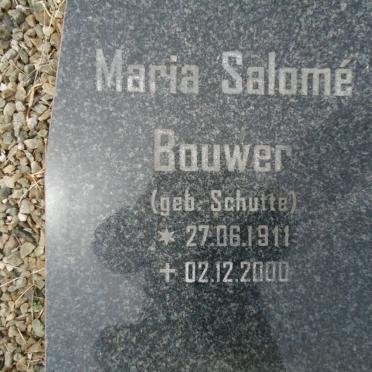 Maria Salomé
Bouwer
(geb. Schutte)
* 27.06.1911
+ 02.12.2000